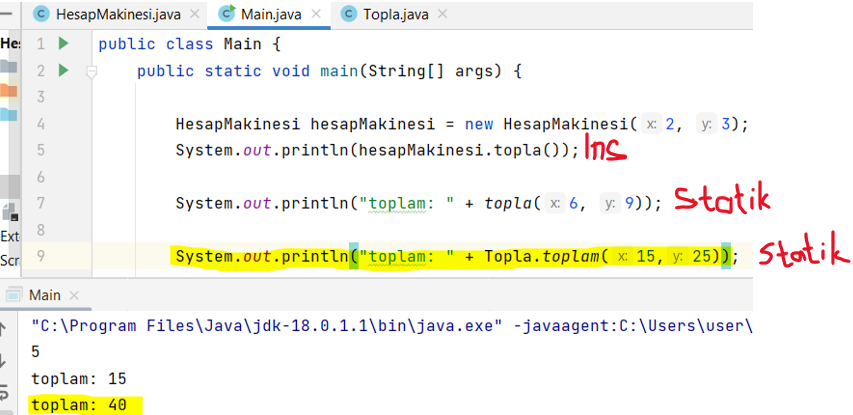 HesapMakinesi.java Main.java Topla.java
He
1 public class Main {
2 public static void main(String[] args) {
3
4 HesapMakinesi hesapMakinesi = new HesapMakinesi( x: 2, y: 3);
5 System.out.println(hesapMakinesi.topla()); Ins
6
7 System.out.println("toplam: " + topla( x: 6, y: 9)); Statik
8
9 System.out.println("toplam: " + Topla.toplam( x: 15, y: 25)); Statik
Ext
Scr
Main
"C:\Program Files\Java\jdk-18.0.1.1\bin\java.exe" -javaagent:C:\Users\user\
5
toplam: 15
toplam: 40